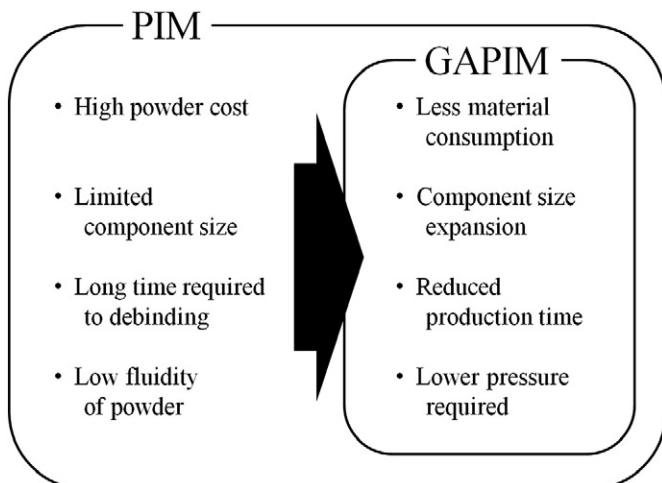 PIM
• High powder cost
• Limited
component size
• Long time required
to debinding
• Low fluidity
of powder
GAPIM
• Less material
consumption
• Component size
expansion
• Reduced
production time
• Lower pressure
required